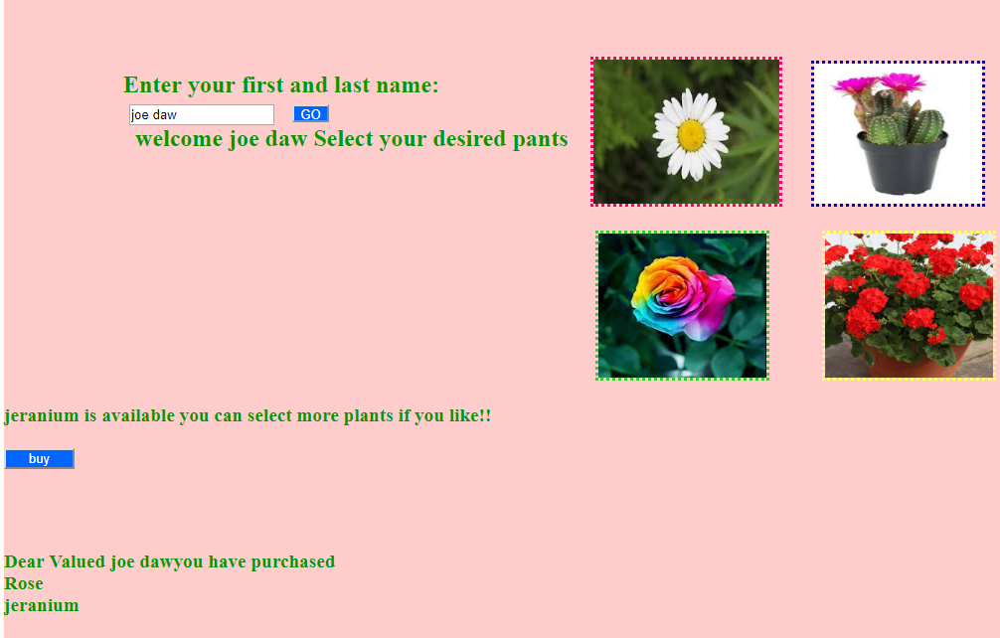 Enter your first and last name:
joe daw GO
welcome joe daw Select your desired pants
jeranium is available you can select more plants if you like!!
buy
Dear Valued joe dawyou have purchased
Rose
jeranium